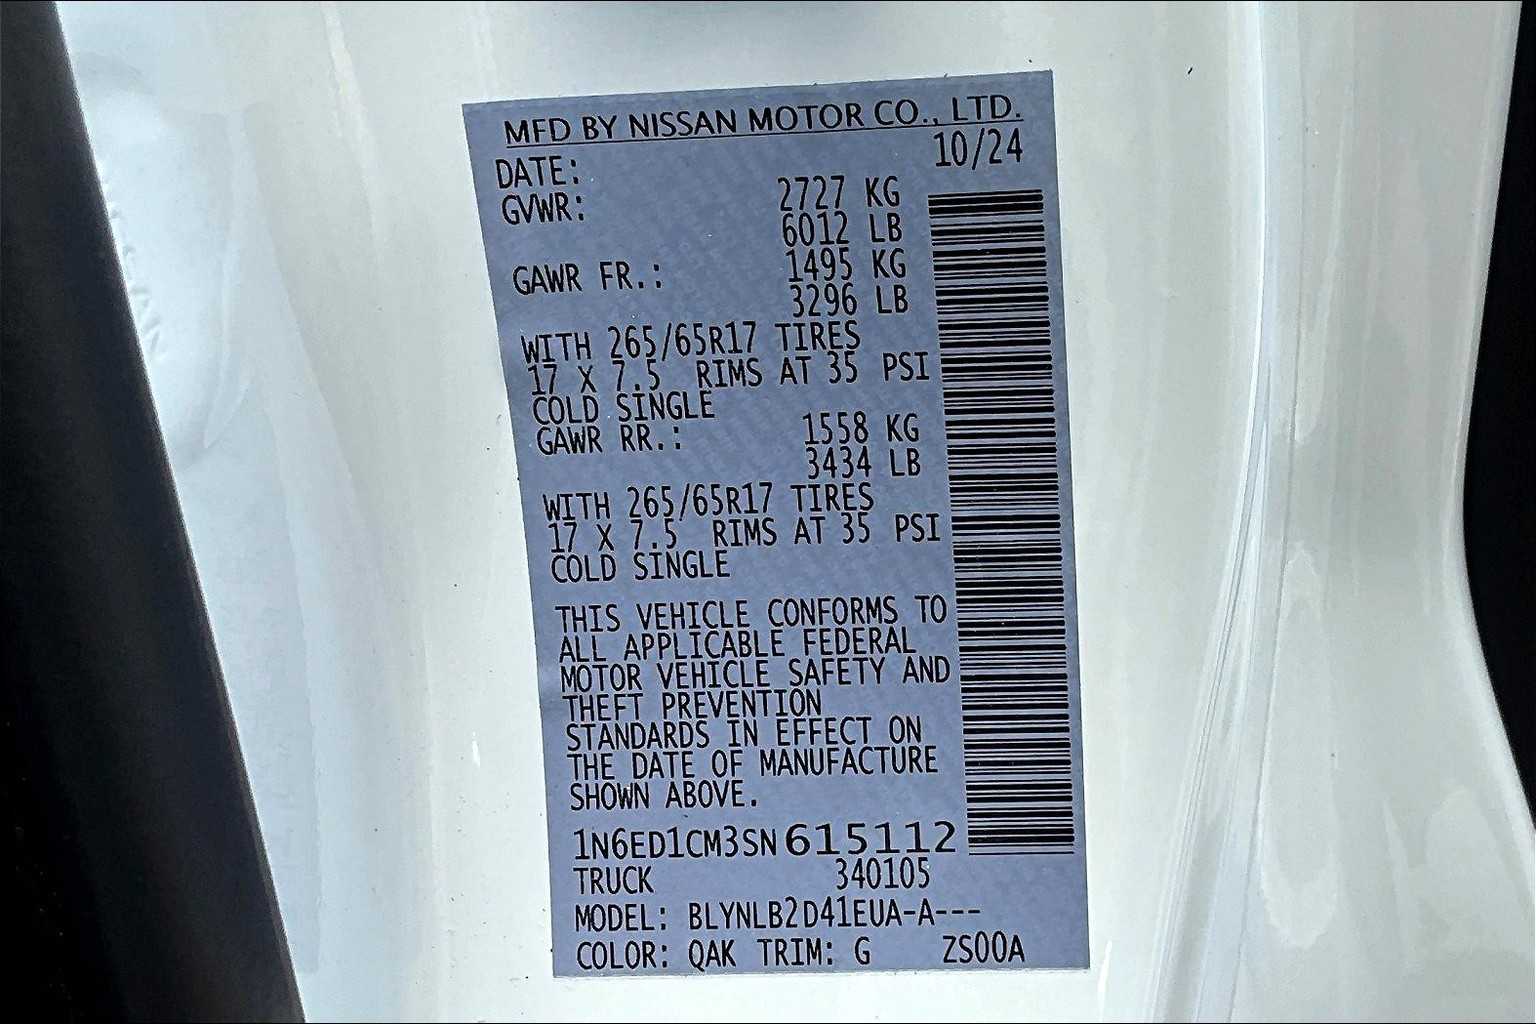 MFD BY NISSAN MOTOR CO., LTD.
DATE: 10/24
GVWR: 2727 KG
6012 LB
GAWR FR.: 1495 KG
3296 LB
WITH 265/65R17 TIRES
17 X 7.5 RIMS AT 35 PSI
COLD SINGLE
GAWR RR.: 1558 KG
3434 LB
WITH 265/65R17 TIRES
17 X 7.5 RIMS AT 35 PSI
COLD SINGLE
THIS VEHICLE CONFORMS TO
ALL APPLICABLE FEDERAL
MOTOR VEHICLE SAFETY AND
THEFT PREVENTION
STANDARDS IN EFFECT ON
THE DATE OF MANUFACTURE
SHOWN ABOVE.
1N6ED1CM3SN615112
TRUCK 340105
MODEL: BLYNLB2D41EUA-A---
COLOR: QAK TRIM: G ZS00A